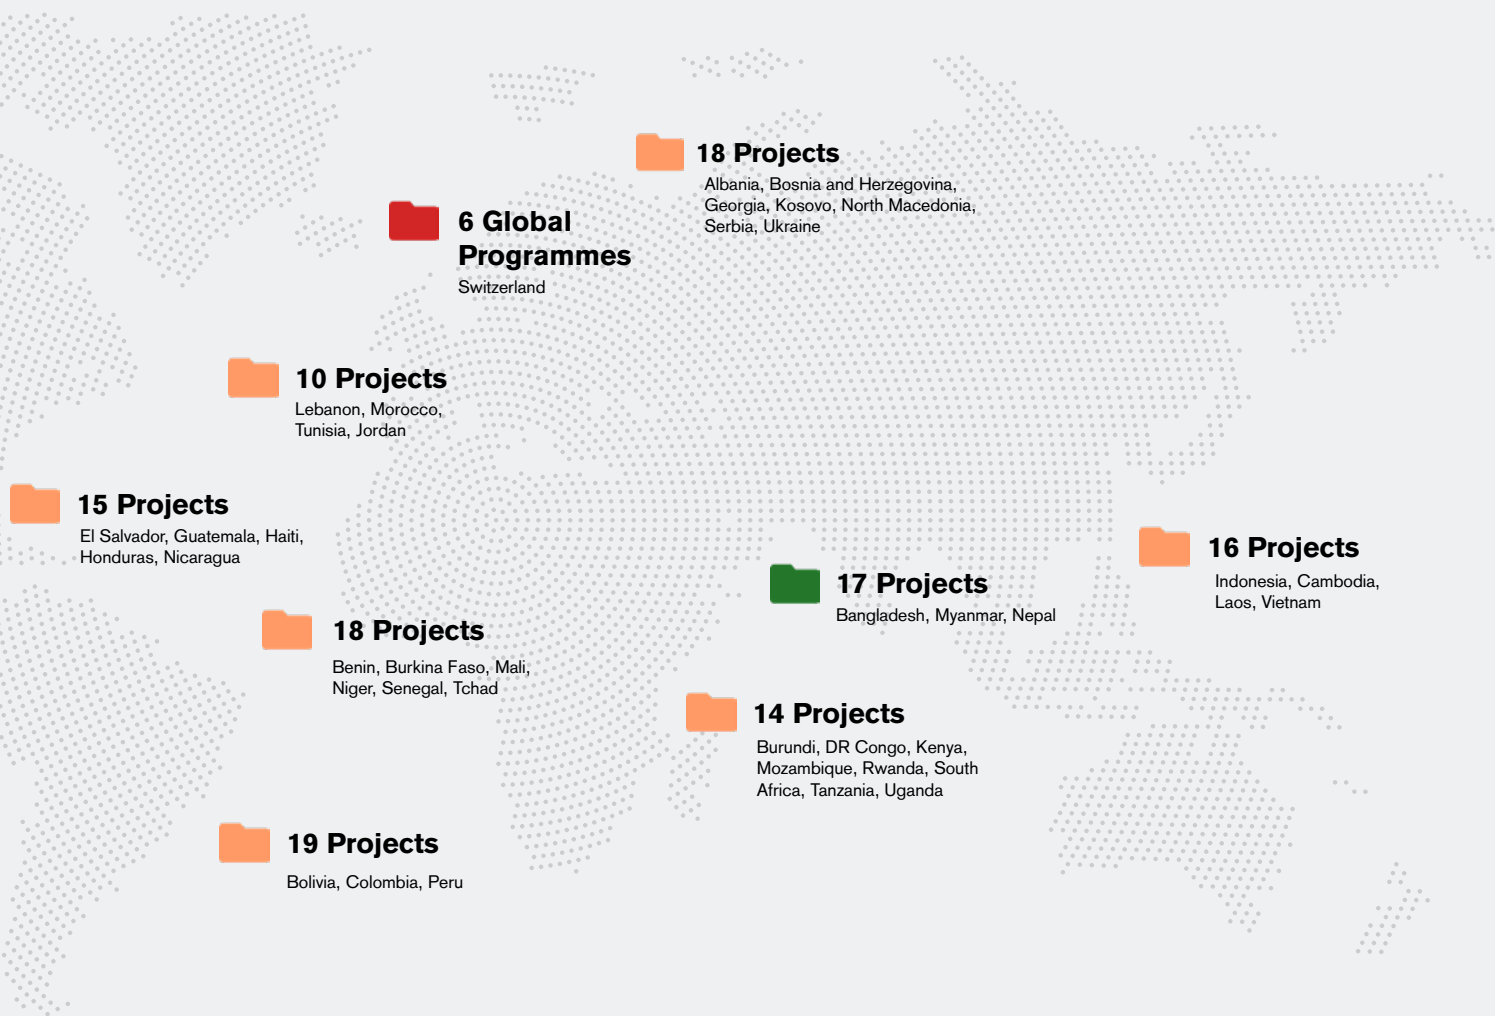 18 Projects
Albania, Bosnia and Herzegovina,
Georgia, Kosovo, North Macedonia,
Serbia, Ukraine
6 Global
Programmes
Switzerland
10 Projects
Lebanon, Morocco,
Tunisia, Jordan
15 Projects
El Salvador, Guatemala, Haiti,
Honduras, Nicaragua
16 Projects
Indonesia, Cambodia,
Laos, Vietnam
17 Projects
Bangladesh, Myanmar, Nepal
18 Projects
Benin, Burkina Faso, Mali,
Niger, Senegal, Tchad
14 Projects
Burundi, DR Congo, Kenya,
Mozambique, Rwanda, South
Africa, Tanzania, Uganda
19 Projects
Bolivia, Colombia, Peru